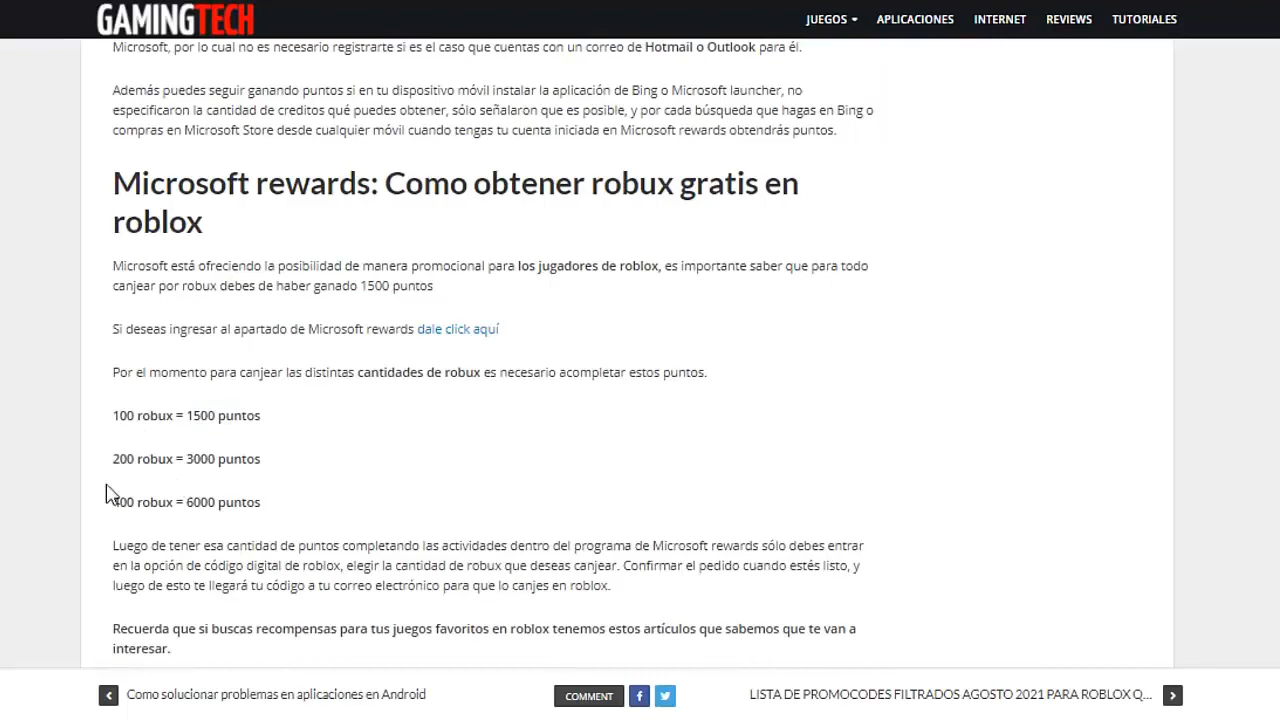 GAMINGTECH
JUEGOS APLICACIONES INTERNET REVIEWS TUTORIALES
Microsoft, por lo cual no es necesario registrarte si es el caso que cuentas con un correo de Hotmail o Outlook para él.
Además puedes seguir ganando puntos si en tu dispositivo móvil instalar la aplicación de Bing o Microsoft launcher, no
especificaron la cantidad de creditos qué puedes obtener, sólo señalaron que es posible, y por cada búsqueda que hagas en Bing o
compras en Microsoft Store desde cualquier móvil cuando tengas tu cuenta iniciada en Microsoft rewards obtendrás puntos.
Microsoft rewards: Como obtener robux gratis en
roblox
Microsoft está ofreciendo la posibilidad de manera promocional para los jugadores de roblox, es importante saber que para todo
canjear por robux debes de haber ganado 1500 puntos
Si deseas ingresar al apartado de Microsoft rewards dale click aquí
Por el momento para canjear las distintas cantidades de robux es necesario acompletar estos puntos.
100 robux = 1500 puntos
200 robux = 3000 puntos
robux = 6000 puntos
Luego de tener esa cantidad de puntos completando las actividades dentro del programa de Microsoft rewards sólo debes entrar
en la opción de código digital de roblox, elegir la cantidad de robux que deseas canjear. Confirmar el pedido cuando estés listo, y
luego de esto te llegará tu código a tu correo electrónico para que lo canjes en roblox.
Recuerda que si buscas recompensas para tus juegos favoritos en roblox tenemos estos artículos que sabemos que te van a
interesar.
Como solucionar problemas en aplicaciones en Android
COMMENT
LISTA DE PROMOCODES FILTRADOS AGOSTO 2021 PARA ROBLOX Q...